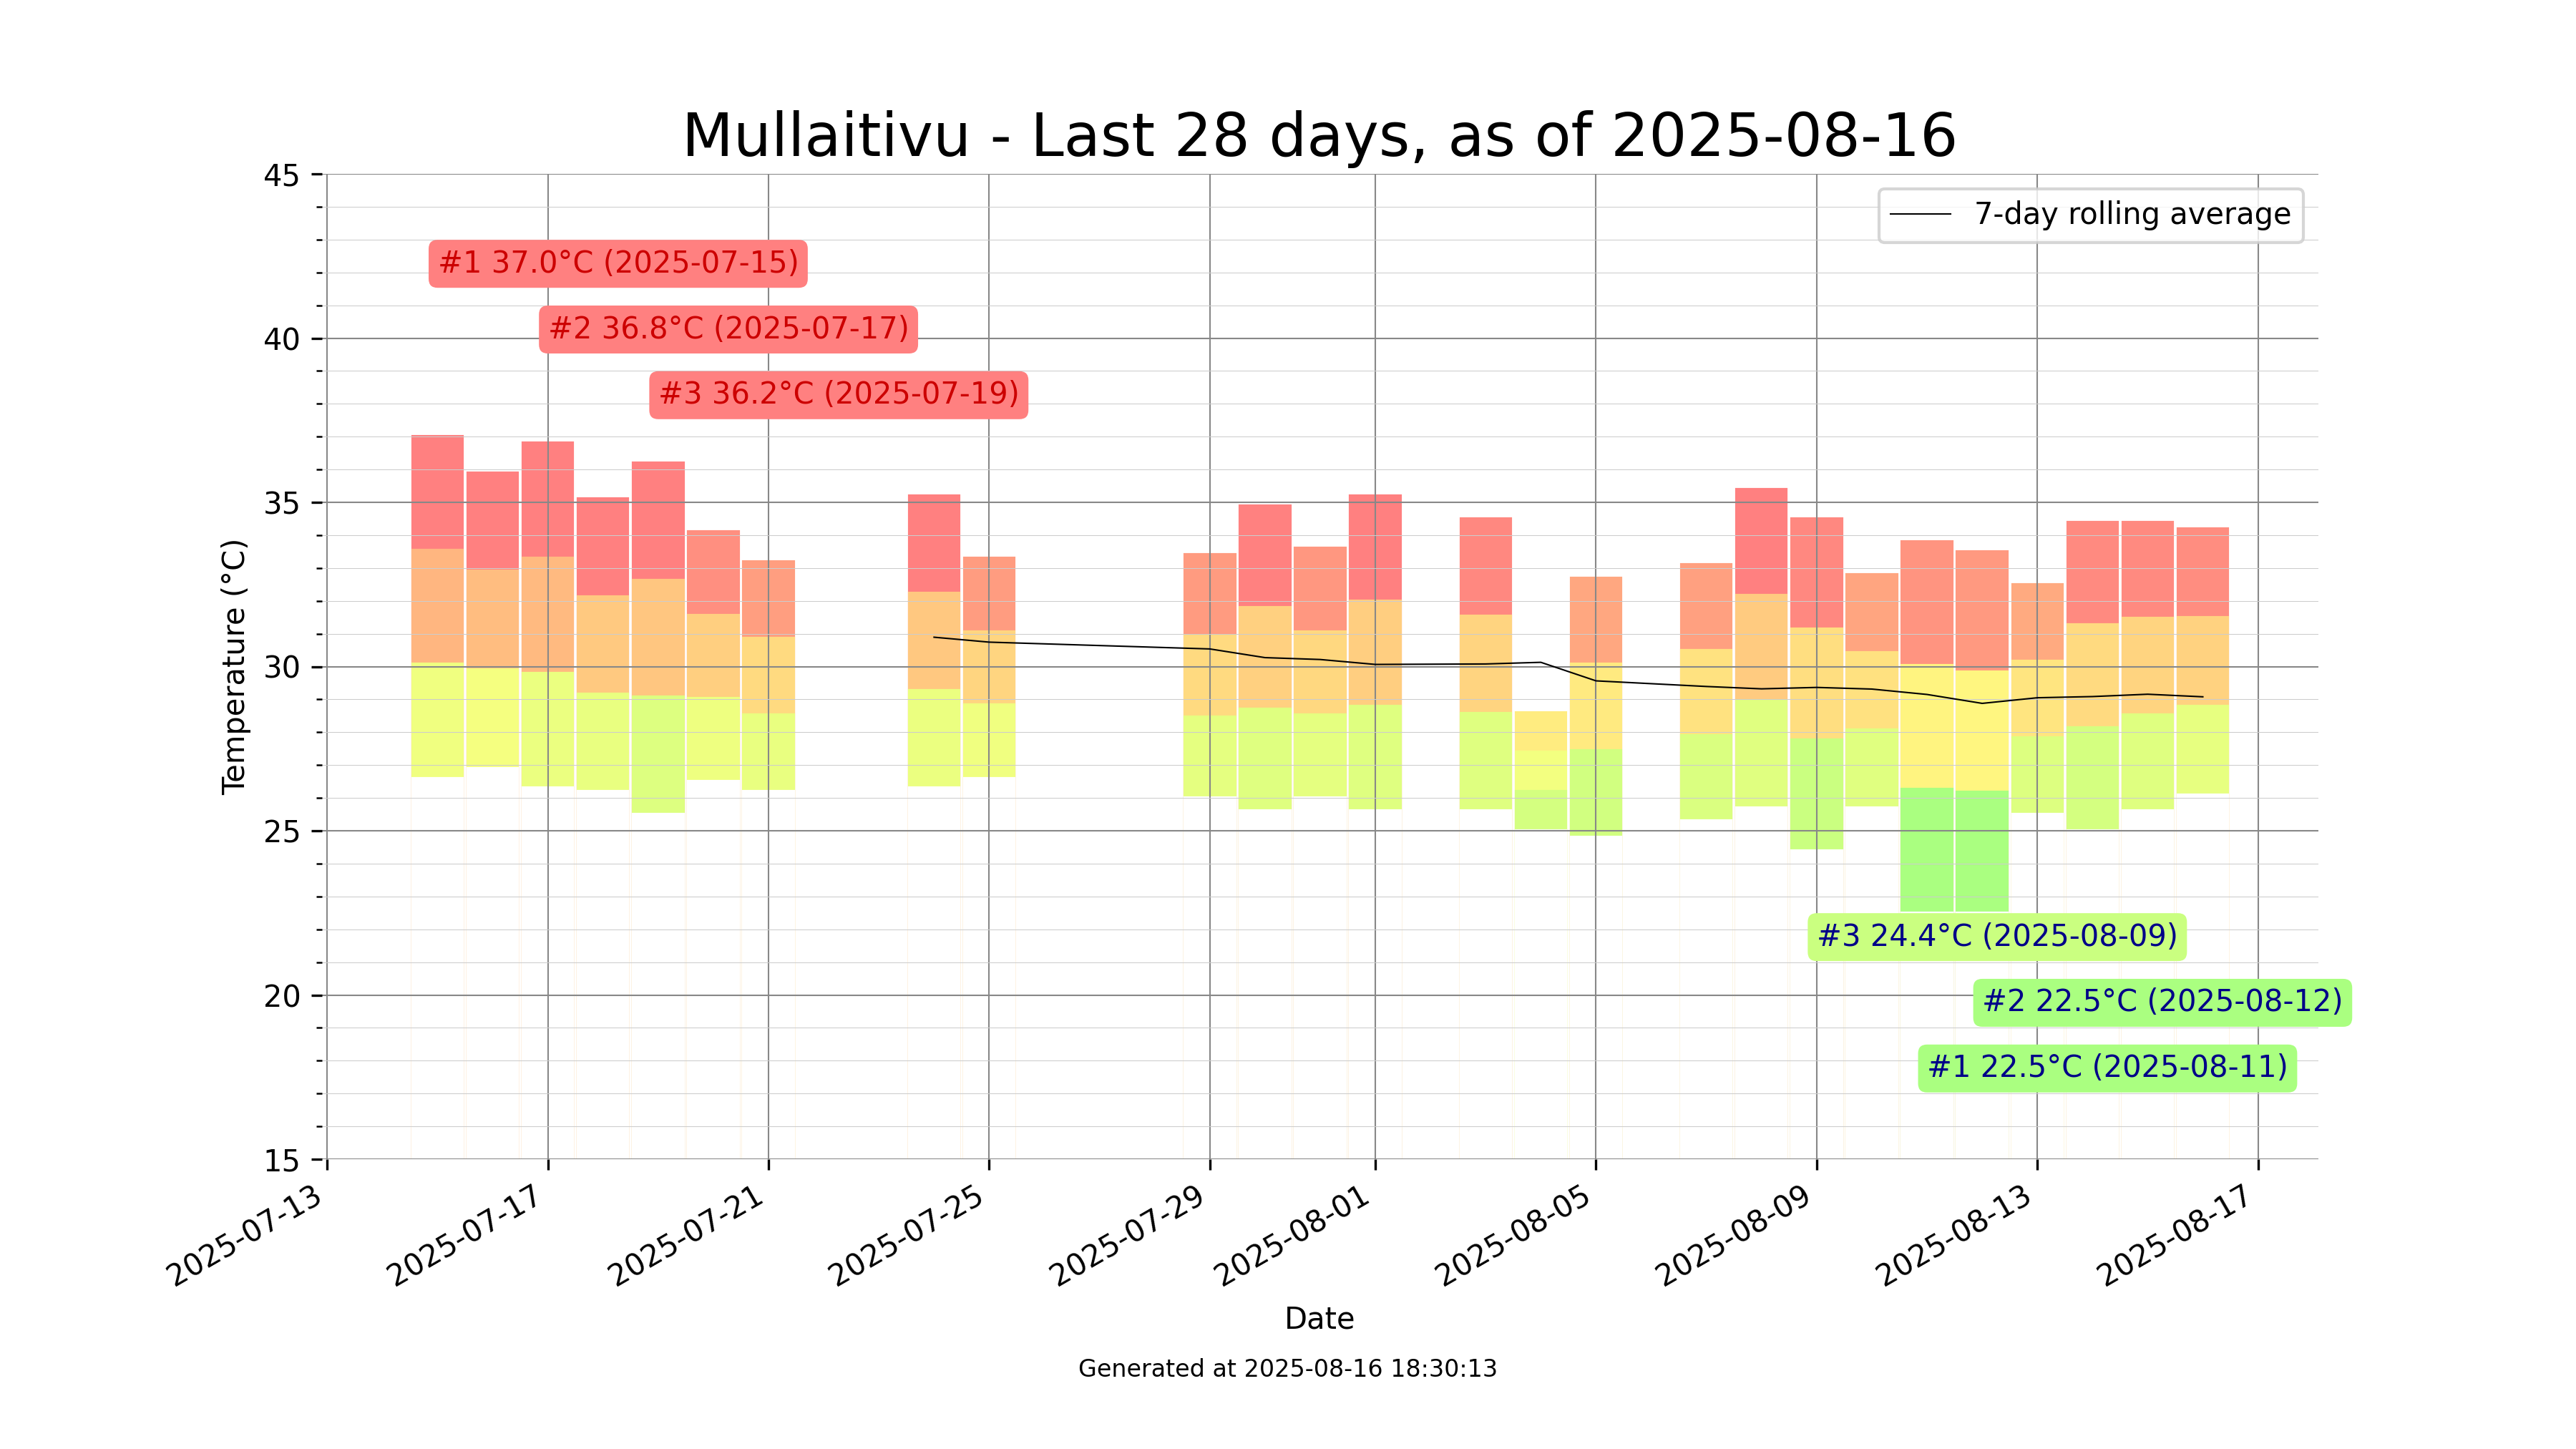 Mullaitivu - Last 28 days, as of 2025-08-16
7-day rolling average
#1 37.0°C (2025-07-15)
#2 36.8°C (2025-07-17)
#3 36.2°C (2025-07-19)
#3 24.4°C (2025-08-09)
#2 22.5°C (2025-08-12)
#1 22.5°C (2025-08-11)
Temperature (°C)
45
40
35
30
25
20
15
2025-07-13
2025-07-17
2025-07-21
2025-07-25
2025-07-29
2025-08-01
2025-08-05
2025-08-09
2025-08-13
2025-08-17
Date
Generated at 2025-08-16 18:30:13